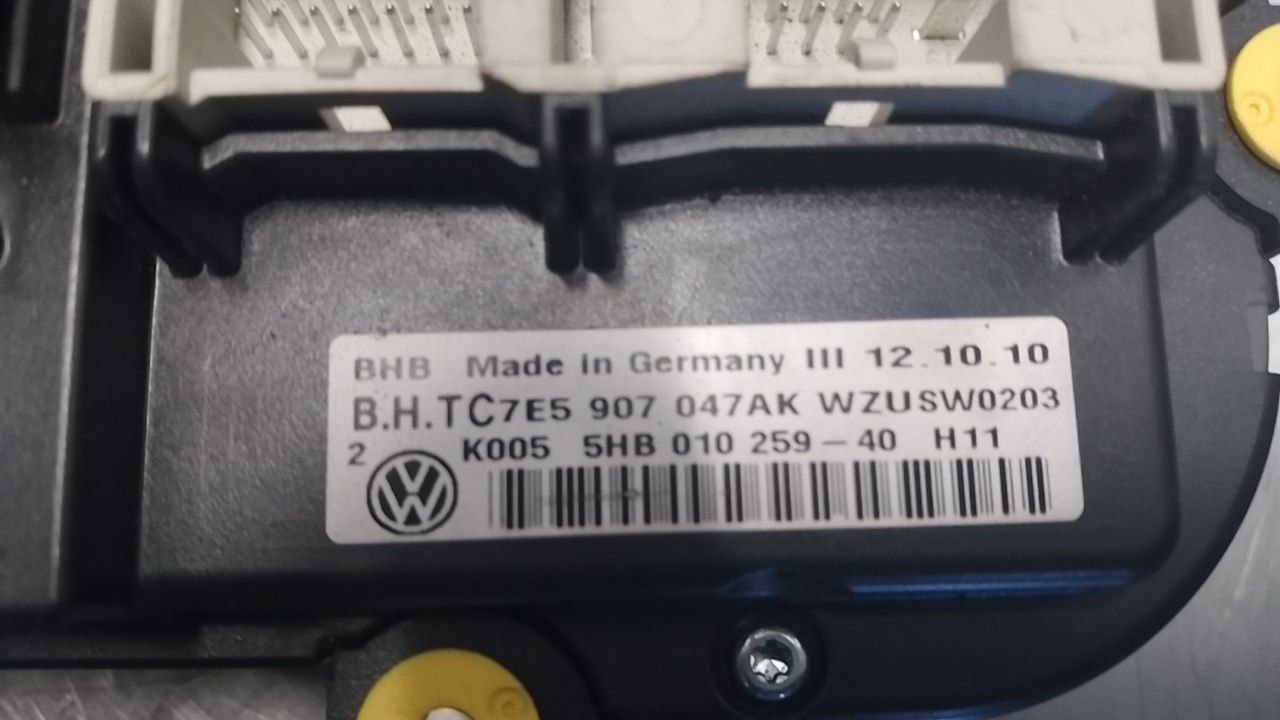 BHB Made in Germany III 12.10.10
B.H.TC7E5 907 047AK WZUSW0203
2 K005 5HB 010 259-40 H11